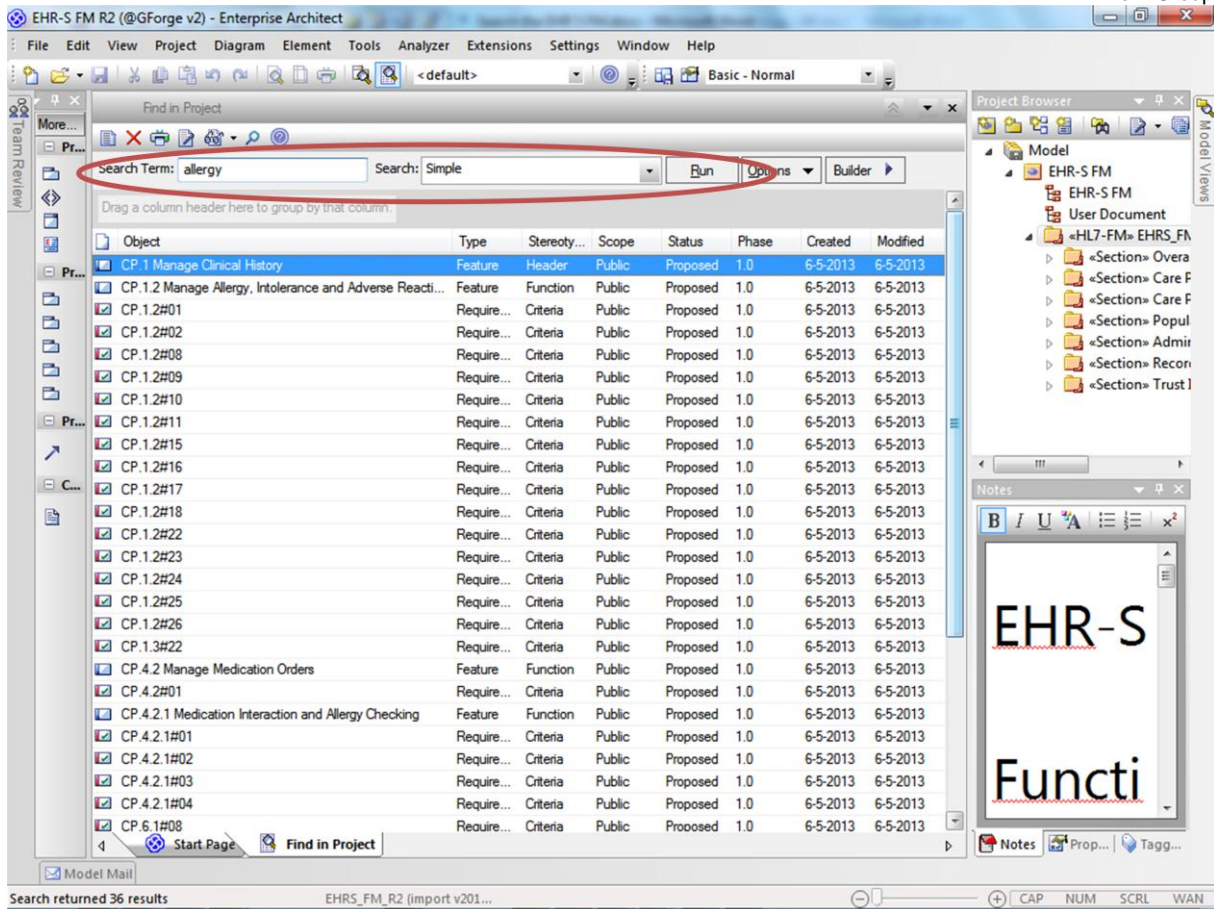 EHR-S FM R2 (@GForge v2) - Enterprise Architect
File Edit View Project Diagram Element Tools Analyzer Extensions Settings Window Help
<default> Basic - Normal
Find in Project
Project Browser
More...
Team Review
Model Views
Pr...
Search Term: allergy Search: Simple Run Options Builder
Drag a column header here to group by that column.
Object Type Stereoty... Scope Status Phase Created Modified
CP.1 Manage Clinical History Feature Header Public Proposed 1.0 6-5-2013 6-5-2013
CP.1.2 Manage Allergy, Intolerance and Adverse Reacti... Feature Function Public Proposed 1.0 6-5-2013 6-5-2013
CP.1.2#01 Require... Criteria Public Proposed 1.0 6-5-2013 6-5-2013
CP.1.2#02 Require... Criteria Public Proposed 1.0 6-5-2013 6-5-2013
CP.1.2#08 Require... Criteria Public Proposed 1.0 6-5-2013 6-5-2013
CP.1.2#09 Require... Criteria Public Proposed 1.0 6-5-2013 6-5-2013
CP.1.2#10 Require... Criteria Public Proposed 1.0 6-5-2013 6-5-2013
CP.1.2#11 Require... Criteria Public Proposed 1.0 6-5-2013 6-5-2013
CP.1.2#15 Require... Criteria Public Proposed 1.0 6-5-2013 6-5-2013
CP.1.2#16 Require... Criteria Public Proposed 1.0 6-5-2013 6-5-2013
CP.1.2#17 Require... Criteria Public Proposed 1.0 6-5-2013 6-5-2013
CP.1.2#18 Require... Criteria Public Proposed 1.0 6-5-2013 6-5-2013
CP.1.2#22 Require... Criteria Public Proposed 1.0 6-5-2013 6-5-2013
CP.1.2#23 Require... Criteria Public Proposed 1.0 6-5-2013 6-5-2013
CP.1.2#24 Require... Criteria Public Proposed 1.0 6-5-2013 6-5-2013
CP.1.2#25 Require... Criteria Public Proposed 1.0 6-5-2013 6-5-2013
CP.1.2#26 Require... Criteria Public Proposed 1.0 6-5-2013 6-5-2013
CP.1.3#22 Require... Criteria Public Proposed 1.0 6-5-2013 6-5-2013
CP.4.2 Manage Medication Orders Feature Function Public Proposed 1.0 6-5-2013 6-5-2013
CP.4.2#01 Require... Criteria Public Proposed 1.0 6-5-2013 6-5-2013
CP.4.2.1 Medication Interaction and Allergy Checking Feature Function Public Proposed 1.0 6-5-2013 6-5-2013
CP.4.2.1#01 Require... Criteria Public Proposed 1.0 6-5-2013 6-5-2013
CP.4.2.1#02 Require... Criteria Public Proposed 1.0 6-5-2013 6-5-2013
CP.4.2.1#03 Require... Criteria Public Proposed 1.0 6-5-2013 6-5-2013
CP.4.2.1#04 Require... Criteria Public Proposed 1.0 6-5-2013 6-5-2013
CP.6.1#08 Require... Criteria Public Proposed 1.0 6-5-2013 6-5-2013
Pr...
Pr...
C...
Model
EHR-S FM
EHR-S FM
User Document
«HL7-FM» EHRS_FM
«Section» Overa
«Section» Care P
«Section» Care P
«Section» Popul
«Section» Admin
«Section» Recor
«Section» Trust I
Notes
B I U A x²
EHR-S
Functi
Start Page Find in Project
Notes Prop... Tagg...
Model Mail
Search returned 36 results EHRS_FM_R2 (import v201... CAP NUM SCRL WAN